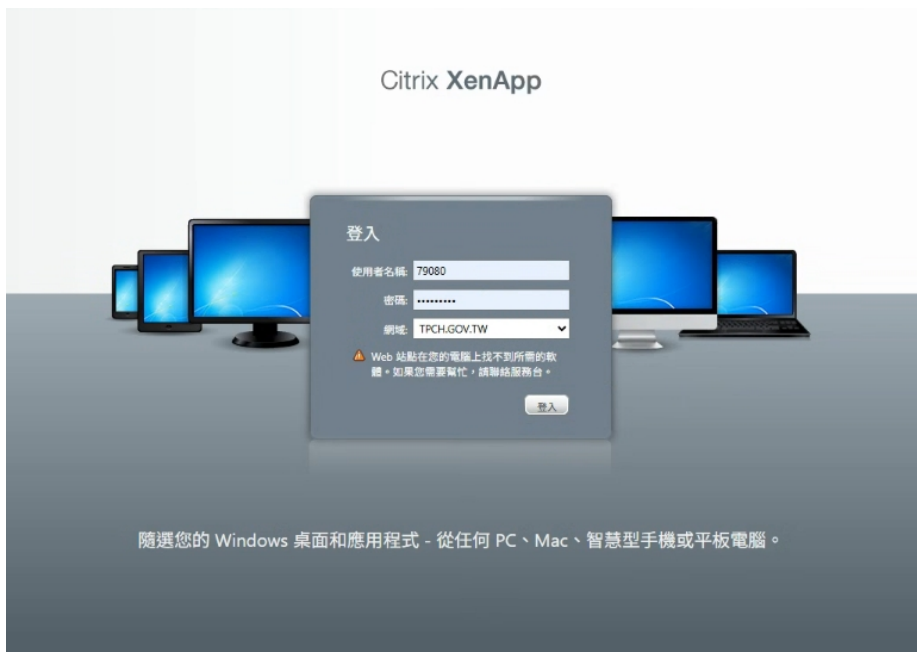 Citrix XenApp
登入
使用者名稱: 79080
密碼: •••••••••
網域: TPCH.GOV.TW
Web 站點在您的電腦上找不到所需的軟
體。如果您需要幫忙，請聯絡服務台。
登入
隨選您的 Windows 桌面和應用程式 - 從任何 PC、Mac、智慧型手機或平板電腦。